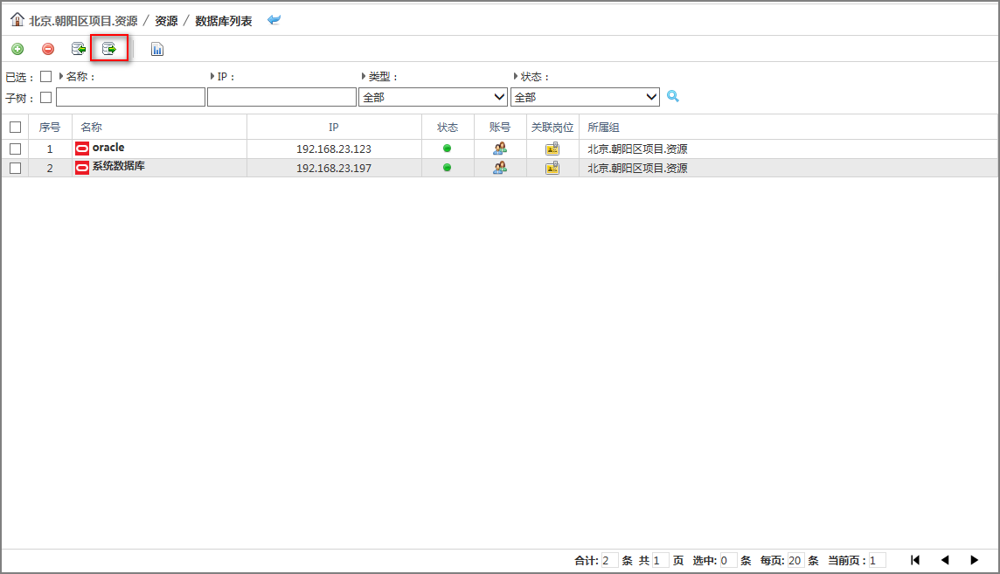 北京.朝阳区项目.资源 / 资源 / 数据库列表
已选： 名称： IP： 类型： 状态：
子树： 全部 全部
序号 名称 IP 状态 账号 关联岗位 所属组
1 oracle 192.168.23.123 北京.朝阳区项目.资源
2 系统数据库 192.168.23.197 北京.朝阳区项目.资源
合计: 2 条 共 1 页 选中: 0 条 每页: 20 条 当前页： 1